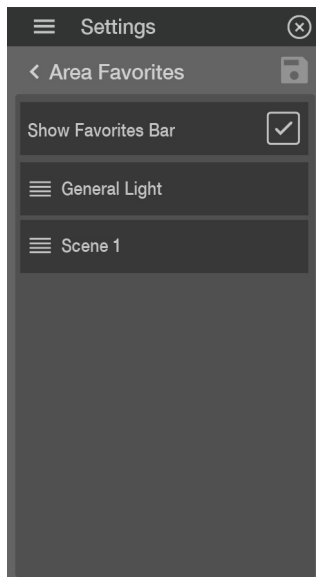 Settings
Area Favorites
Show Favorites Bar
General Light
Scene 1